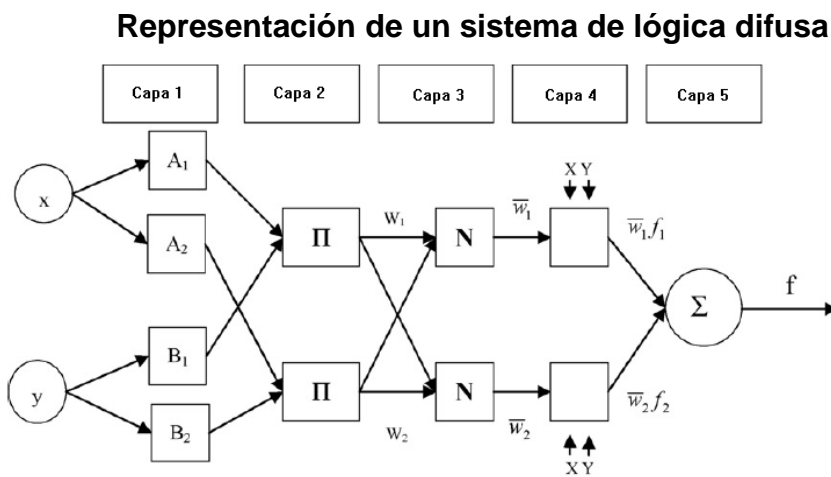 Representación de un sistema de lógica difusa
Capa 1 Capa 2 Capa 3 Capa 4 Capa 5
x
A₁
A₂
y
B₁
B₂
Π
Π
W₁
W₂
N
N
w̅₁
w̅₂
X Y
X Y
w̅₁f₁
w̅₂f₂
Σ
f